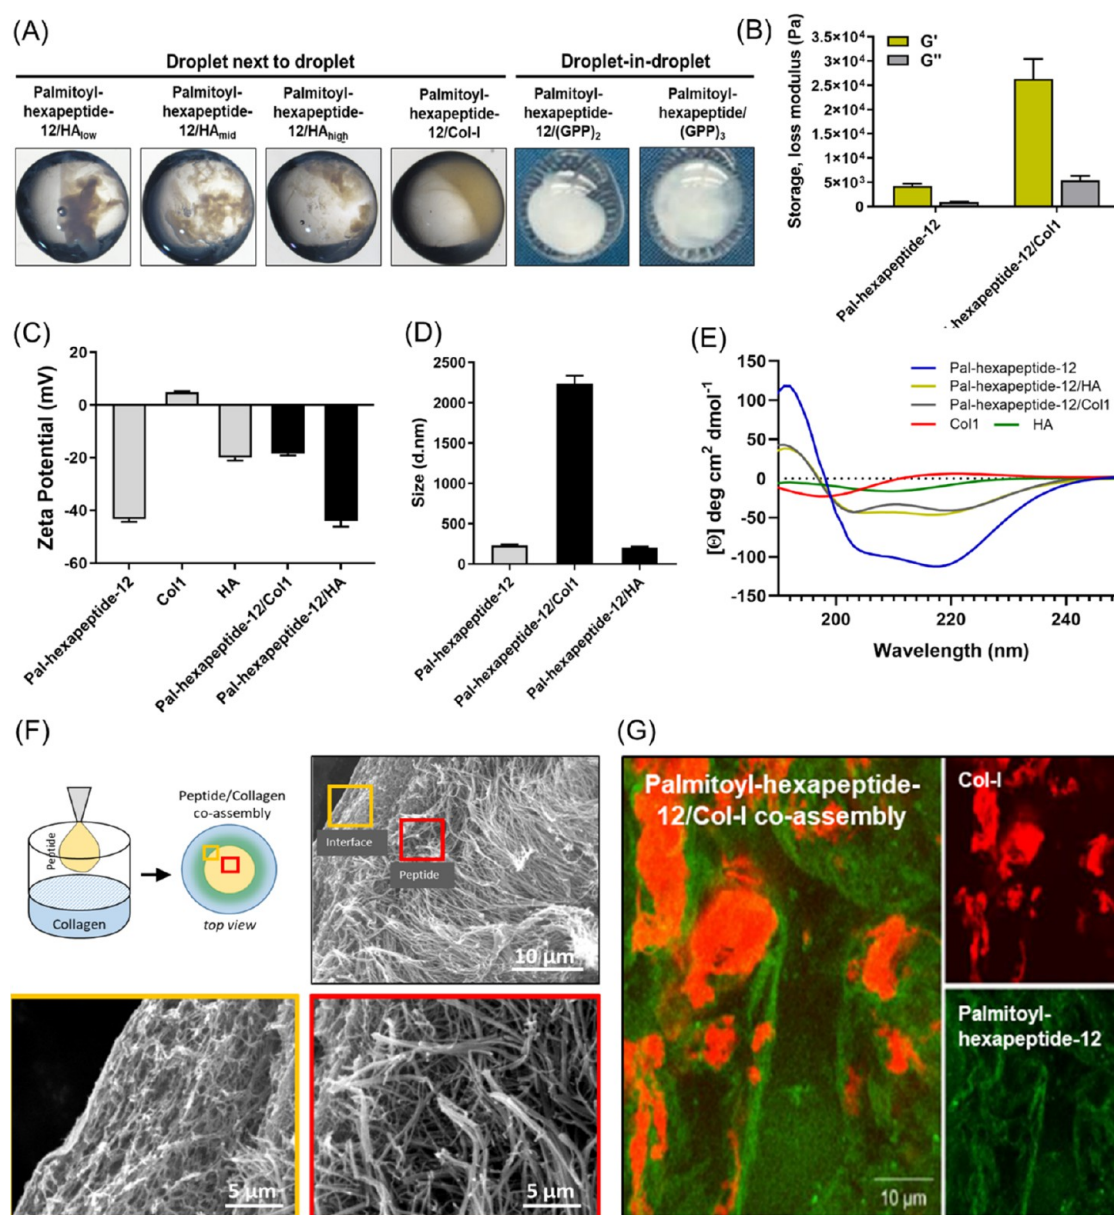 (A)
Droplet next to droplet
Droplet-in-droplet
Palmitoyl-
hexapeptide-
12/HAlow
Palmitoyl-
hexapeptide-
12/HAmid
Palmitoyl-
hexapeptide-
12/HAhigh
Palmitoyl-
hexapeptide-
12/Col-I
Palmitoyl-
hexapeptide-
12/(GPP)2
Palmitoyl-
hexapeptide/
(GPP)3
(B)
Storage, loss modulus (Pa)
3.5×10⁴
3×10⁴
2.5×10⁴
2×10⁴
1×10⁴
1×10⁴
5×10³
0
G'
G''
Pal-hexapeptide-12
l-hexapeptide-12/Col1
(C)
Zeta Potential (mV)
20
0
-20
-40
-60
Pal-hexapeptide-12
Col1
HA
Pal-hexapeptide-12/Col1
Pal-hexapeptide-12/HA
(D)
Size (d.nm)
2500
2000
1500
1000
500
0
Pal-hexapeptide-12
Pal-hexapeptide-12/Col1
Pal-hexapeptide-12/HA
(E)
[Θ] deg cm² dmol⁻¹
150
100
50
0
-50
-100
-150
Pal-hexapeptide-12
Pal-hexapeptide-12/HA
Pal-hexapeptide-12/Col1
Col1
HA
200
220
240
Wavelength (nm)
(F)
Peptide
Collagen
Peptide/Collagen
co-assembly
top view
Interface
Peptide
10 µm
5 µm
5 µm
(G)
Palmitoyl-hexapeptide-
12/Col-I co-assembly
10 µm
Col-I
Palmitoyl-
hexapeptide-12